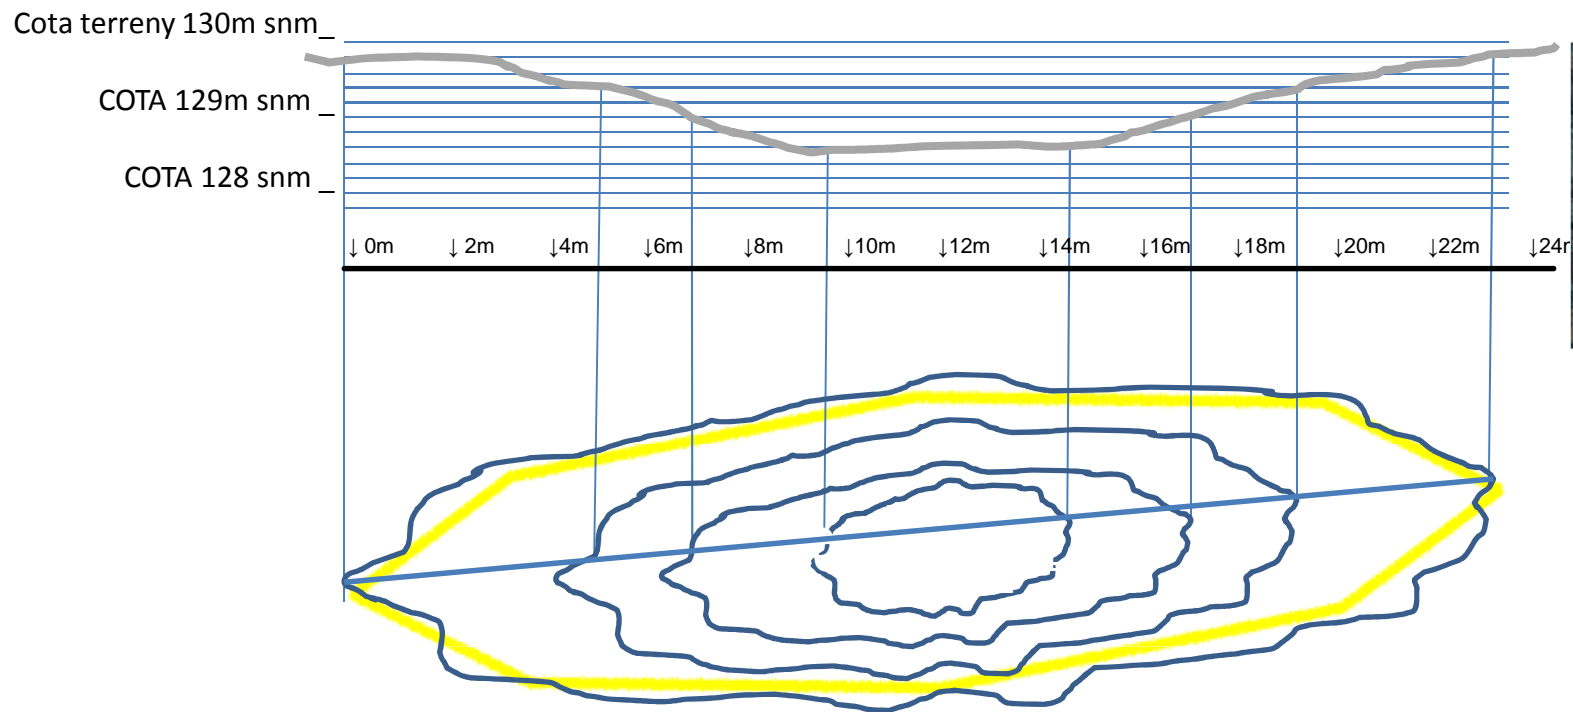 Cota terreny 130m snm_
COTA 129m snm _
COTA 128 snm _
↓ 0m ↓ 2m ↓4m ↓6m ↓8m ↓10m ↓12m ↓14m ↓16m ↓18m ↓20m ↓22m ↓24m